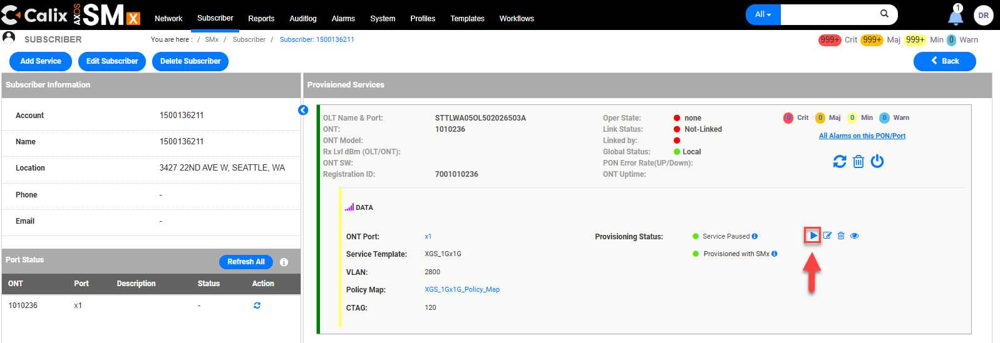 Calix AXOS SMx
Network Subscriber Reports Auditlog Alarms System Profiles Templates Workflows
All
1
DR
SUBSCRIBER
You are here : / SMx / Subscriber / Subscriber: 1500136211
999+ Crit 999+ Maj 999+ Min 0 Warn
Add Service Edit Subscriber Delete Subscriber
Back
Subscriber Information
Account 1500136211
Name 1500136211
Location 3427 22ND AVE W, SEATTLE, WA
Phone -
Email -
Port Status Refresh All
ONT Port Description Status Action
1010236 x1 -
Provisioned Services
OLT Name & Port: STTLWA05OL502026503A Oper State: none
0 Crit 0 Maj 0 Min 0 Warn
ONT: 1010236 Link Status: Not-Linked
All Alarms on this PON/Port
ONT Model: Linked by:
Rx Lvl dBm (OLT/ONT): Global Status: Local
ONT SW: PON Error Rate(UP/Down):
Registration ID: 7001010236 ONT Uptime:
DATA
ONT Port: x1 Provisioning Status: Service Paused
Service Template: XGS_1Gx1G Provisioned with SMx
VLAN: 2800
Policy Map: XGS_1Gx1G_Policy_Map
CTAG: 120